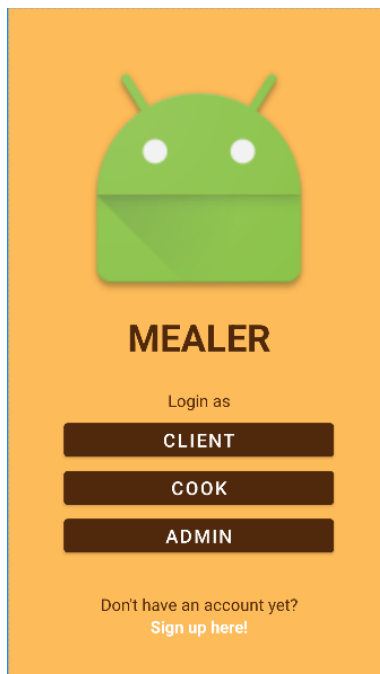 MEALER
Login as
CLIENT
COOK
ADMIN
Don't have an account yet?
Sign up here!